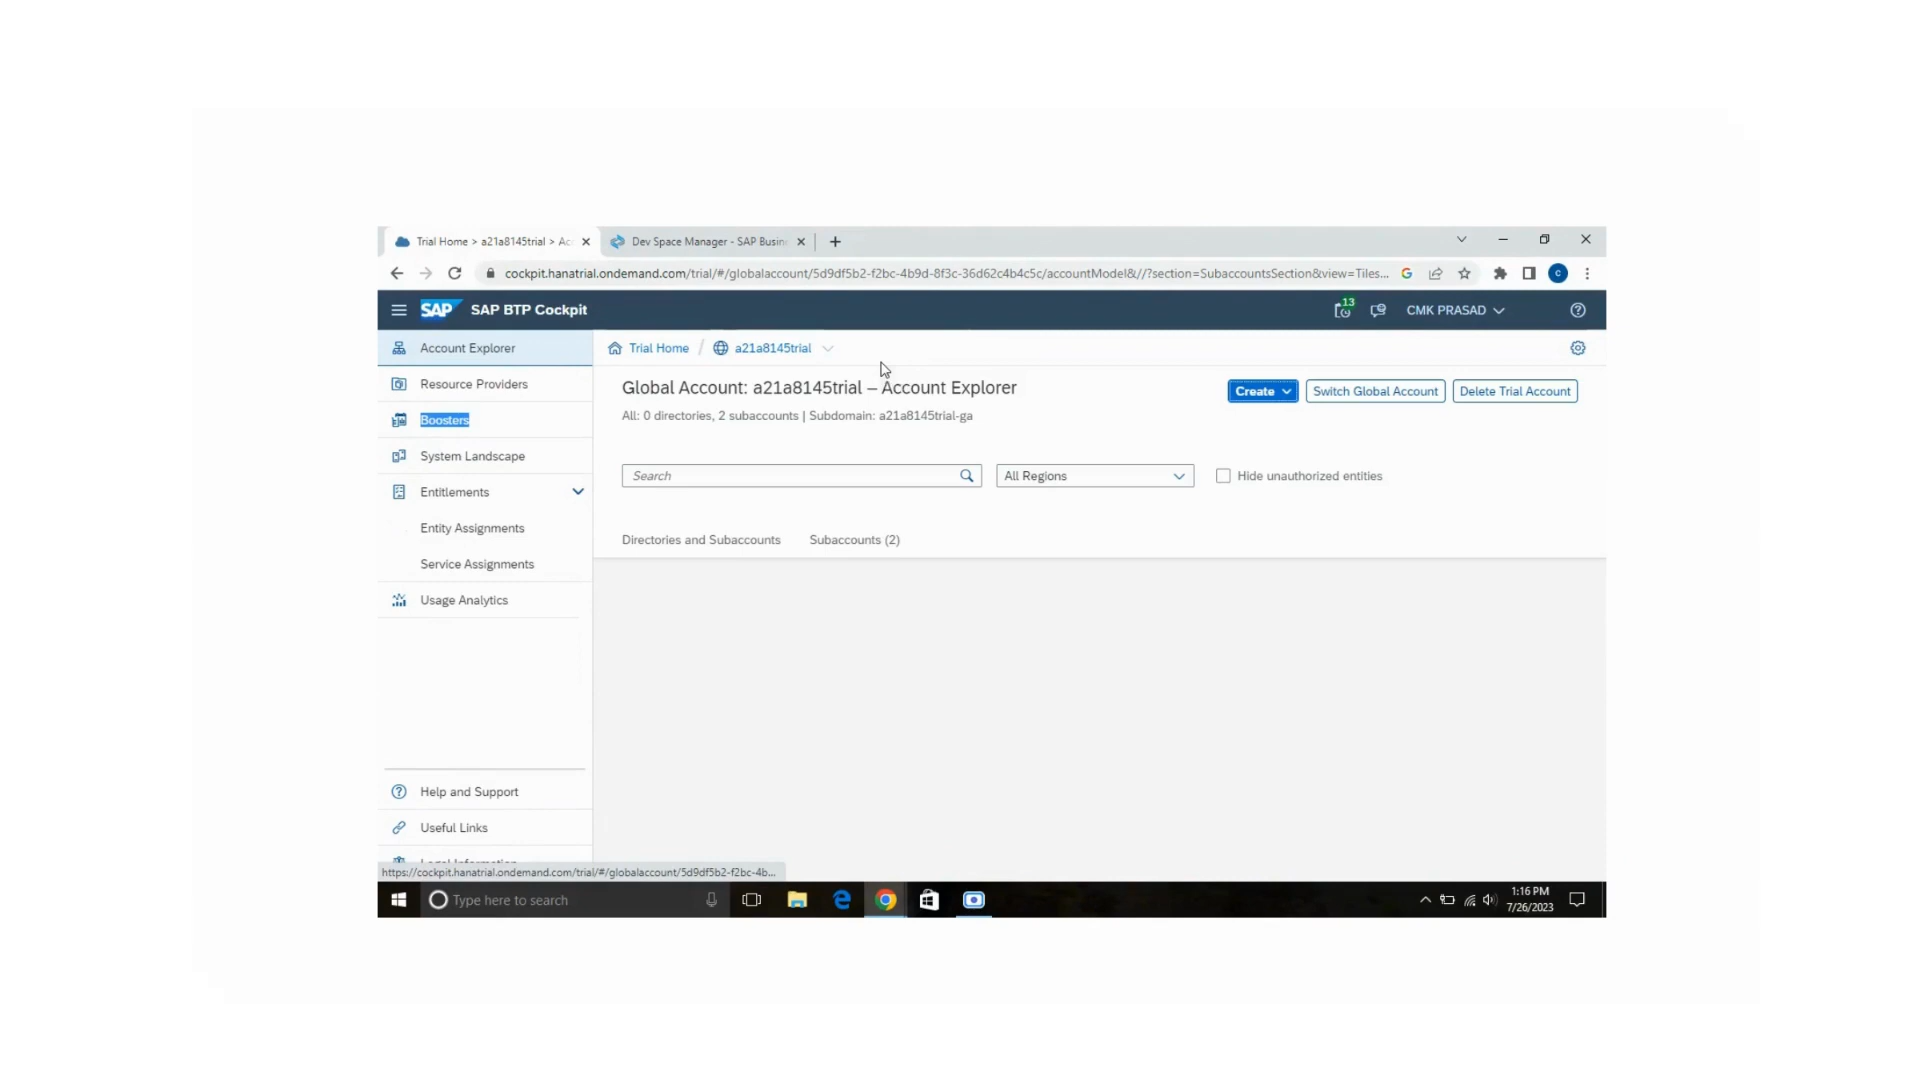 Trial Home > a21a8145trial > Ac
Dev Space Manager - SAP Busin
cockpit.hanatrial.ondemand.com/trial/#/globalaccount/5d9df5b2-f2bc-4b9d-8f3c-36d62c4b4c5c/accountModel&//?section=SubaccountsSection&view=Tiles...
G
c
SAP
SAP BTP Cockpit
13
CMK PRASAD
Account Explorer
Trial Home / a21a8145trial
Resource Providers
Global Account: a21a8145trial – Account Explorer
Create
Switch Global Account
Delete Trial Account
Boosters
All: 0 directories, 2 subaccounts | Subdomain: a21a8145trial-ga
System Landscape
Search
All Regions
Hide unauthorized entities
Entitlements
Entity Assignments
Directories and Subaccounts
Subaccounts (2)
Service Assignments
Usage Analytics
Help and Support
Useful Links
Legal Information
https://cockpit.hanatrial.ondemand.com/trial/#/globalaccount/5d9df5b2-f2bc-4b...
Type here to search
1:16 PM
7/26/2023